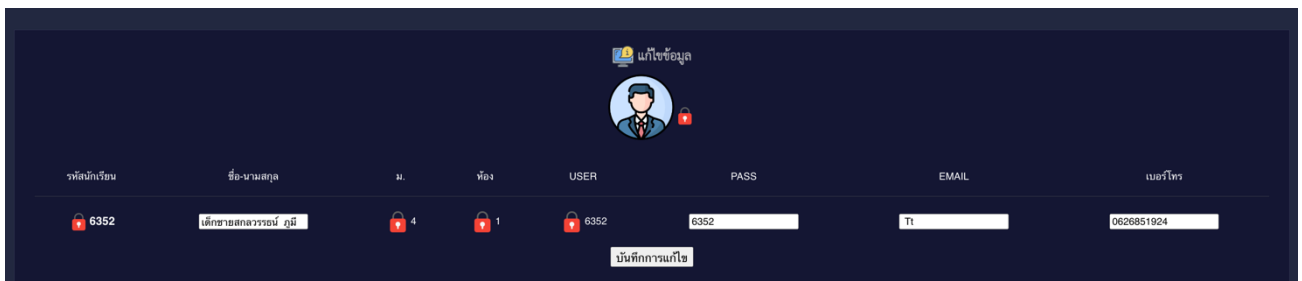 แก้ไขข้อมูล
รหัสนักเรียน ชื่อ-นามสกุล ม. ห้อง USER PASS EMAIL เบอร์โทร
6352 เด็กชายสกลวรรธน์ ภูมี 4 1 6352 6352 Tt 0626851924
บันทึกการแก้ไข